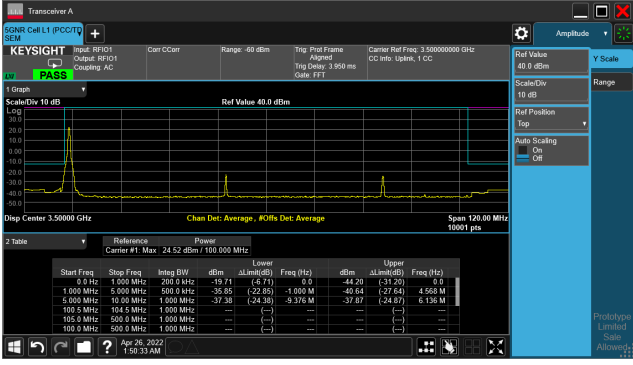 Transceiver A
5GNR Cell L1 (PCC/TD
SEM
Amplitude
KEYSIGHT
Input: RFIO1
Output: RFIO1
Coupling: AC
Corr CCorr
Range: -60 dBm
Trig: Prot Frame
Aligned
Trig Delay: 3.950 ms
Gate: FFT
Carrier Ref Freq: 3.500000000 GHz
CC Info: Uplink, 1 CC
PASS
Ref Value
40.0 dBm
Y Scale
Scale/Div
10 dB
Range
Ref Position
Top
Auto Scaling
On
Off
1 Graph
Scale/Div 10 dB
Ref Value 40.0 dBm
Log
30.0
20.0
10.0
0.00
-10.0
-20.0
-30.0
-40.0
-50.0
Disp Center 3.50000 GHz
Chan Det: Average, #Offs Det: Average
Span 120.00 MHz
10001 pts
2 Table
Reference Power
Carrier #1: Max 24.52 dBm / 100.000 MHz
Lower Upper
Start Freq Stop Freq Integ BW dBm ΔLimit(dB) Freq (Hz) dBm ΔLimit(dB) Freq (Hz)
0.0 Hz 1.000 MHz 200.0 kHz -19.71 (-6.71) 0.0 -44.20 (-31.20) 0.0
1.000 MHz 5.000 MHz 500.0 kHz -35.85 (-22.85) -1.000 M -40.64 (-27.64) 4.568 M
5.000 MHz 10.00 MHz 1.000 MHz -37.38 (-24.38) -9.376 M -37.87 (-24.87) 6.136 M
100.5 MHz 104.5 MHz 1.000 MHz --- (---) --- --- (---) ---
105.0 MHz 500.0 MHz 1.000 MHz --- (---) --- --- (---) ---
100.0 MHz 500.0 MHz 1.000 MHz --- (---) --- --- (---) ---
Apr 26, 2022
1:50:33 AM
Prototype
Limited
Sale
Allowed